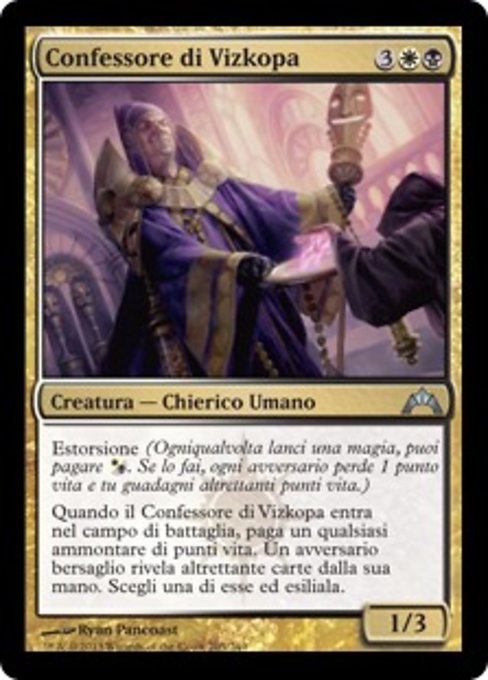 Confessore di Vizkopa 3
Creatura — Chierico Umano
Estorsione (Ogniqualvolta lanci una magia, puoi
pagare . Se lo fai, ogni avversario perde 1 punto
vita e tu guadagni altrettanti punti vita.)
Quando il Confessore di Vizkopa entra
nel campo di battaglia, paga un qualsiasi
ammontare di punti vita. Un avversario
bersaglio rivela altrettante carte dalla sua
mano. Scegli una di esse ed esiliala.
1/3
Ryan Pancoast